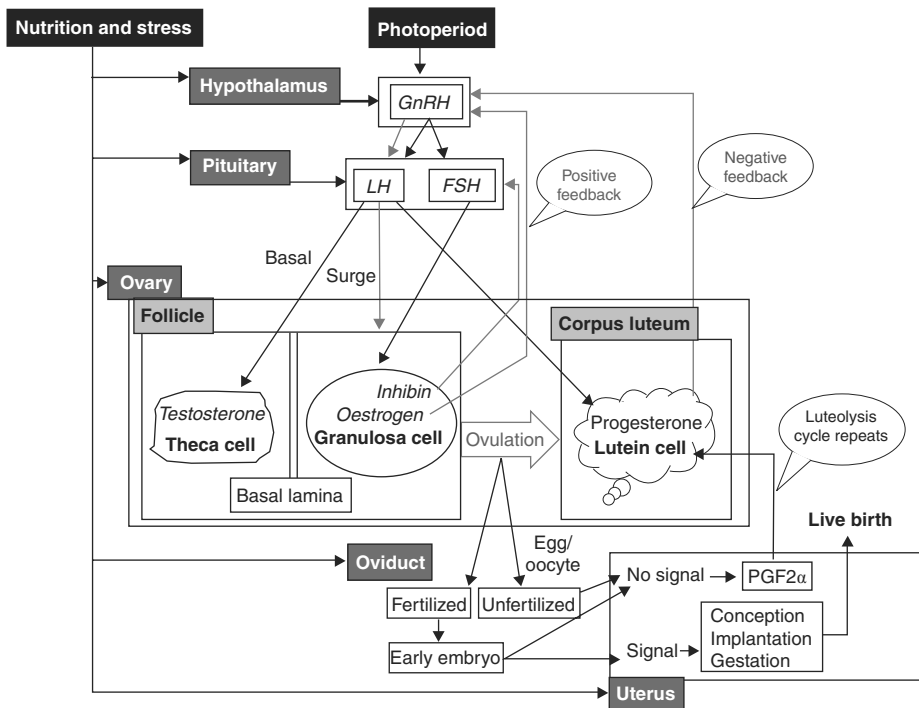 Nutrition and stress
Photoperiod
Hypothalamus
GnRH
Pituitary
LH
FSH
Positive
feedback
Negative
feedback
Basal
Surge
Ovary
Follicle
Corpus luteum
Inhibin
Oestrogen
Granulosa cell
Testosterone
Theca cell
Basal lamina
Ovulation
Progesterone
Lutein cell
Luteolysis
cycle repeats
Live birth
Egg/
oocyte
Oviduct
Fertilized
Unfertilized
Early embryo
No signal
PGF2α
Signal
Conception
Implantation
Gestation
Uterus